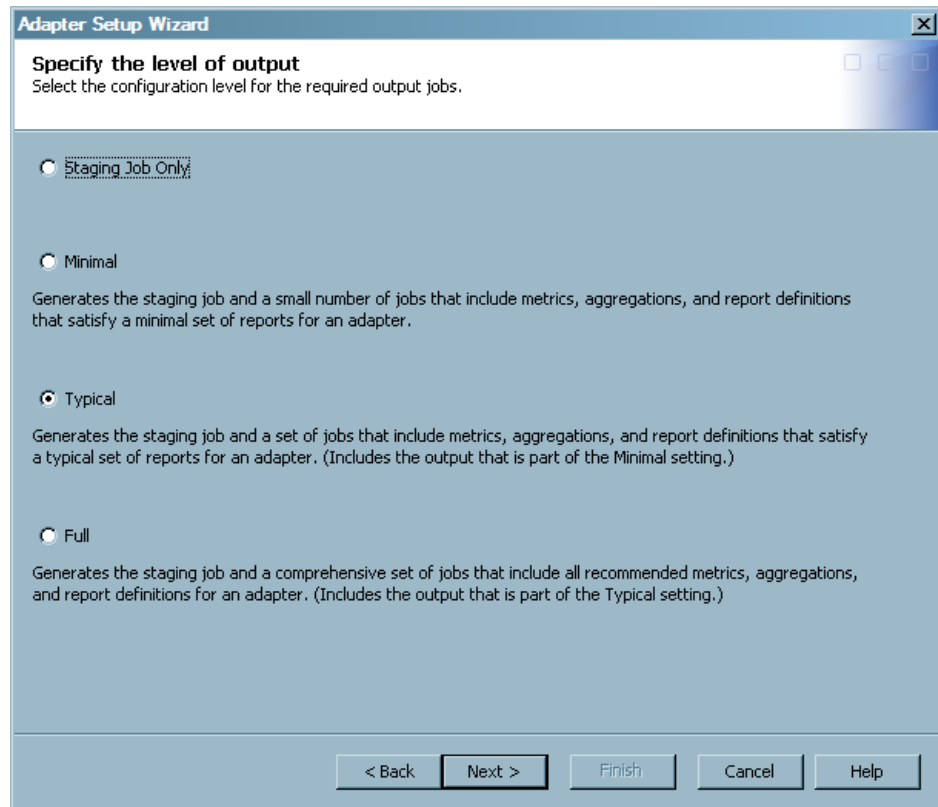 Adapter Setup Wizard
Specify the level of output
Select the configuration level for the required output jobs.
Staging Job Only
Minimal
Generates the staging job and a small number of jobs that include metrics, aggregations, and report definitions
that satisfy a minimal set of reports for an adapter.
Typical
Generates the staging job and a set of jobs that include metrics, aggregations, and report definitions that satisfy
a typical set of reports for an adapter. (Includes the output that is part of the Minimal setting.)
Full
Generates the staging job and a comprehensive set of jobs that include all recommended metrics, aggregations,
and report definitions for an adapter. (Includes the output that is part of the Typical setting.)
< Back Next > Finish Cancel Help